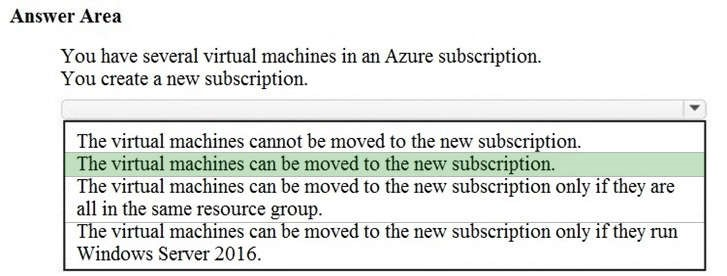 Answer Area
You have several virtual machines in an Azure subscription.
You create a new subscription.
The virtual machines cannot be moved to the new subscription.
The virtual machines can be moved to the new subscription.
The virtual machines can be moved to the new subscription only if they are
all in the same resource group.
The virtual machines can be moved to the new subscription only if they run
Windows Server 2016.